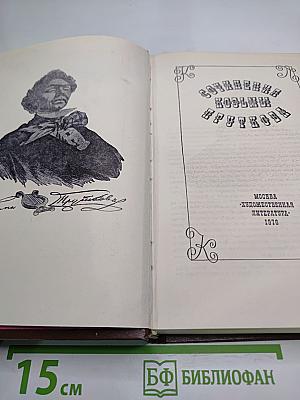 СОЧИНЕНИЯ
КОЗЬМЫ
ПРУТКОВА
МОСКВА
«ХУДОЖЕСТВЕННАЯ
ЛИТЕРАТУРА»
1976
15 см
БФ БИБЛИОФАН